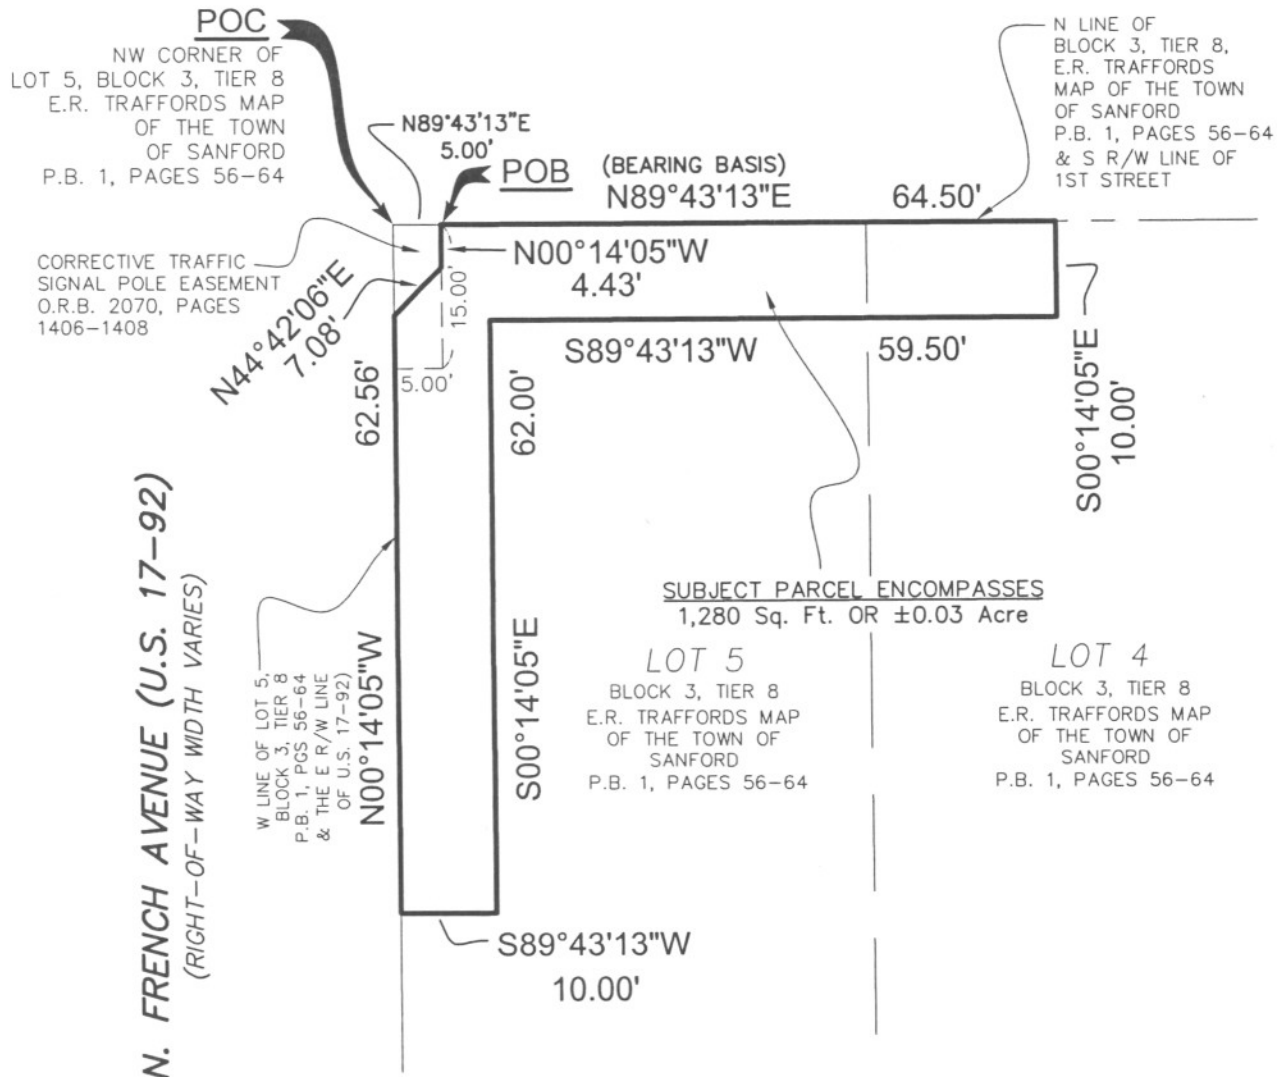 POC
NW CORNER OF
LOT 5, BLOCK 3, TIER 8
E.R. TRAFFORDS MAP
OF THE TOWN
OF SANFORD
P.B. 1, PAGES 56-64
N LINE OF
BLOCK 3, TIER 8,
E.R. TRAFFORDS
MAP OF THE TOWN
OF SANFORD
P.B. 1, PAGES 56-64
& S R/W LINE OF
1ST STREET
N89°43'13"E
5.00'
POB
(BEARING BASIS)
N89°43'13"E
64.50'
CORRECTIVE TRAFFIC
SIGNAL POLE EASEMENT
O.R.B. 2070, PAGES
1406-1408
N00°14'05"W
4.43'
15.00'
N44°42'06"E
7.08'
5.00'
S89°43'13"W
59.50'
S00°14'05"E
10.00'
62.56'
62.00'
N. FRENCH AVENUE (U.S. 17-92)
(RIGHT-OF-WAY WIDTH VARIES)
W LINE OF LOT 5,
BLOCK 3, TIER 8
P.B. 1, PGS 56-64
& THE E R/W LINE
OF U.S. 17-92)
N00°14'05"W
S00°14'05"E
SUBJECT PARCEL ENCOMPASSES
1,280 Sq. Ft. OR ±0.03 Acre
LOT 5
BLOCK 3, TIER 8
E.R. TRAFFORDS MAP
OF THE TOWN OF
SANFORD
P.B. 1, PAGES 56-64
LOT 4
BLOCK 3, TIER 8
E.R. TRAFFORDS MAP
OF THE TOWN OF
SANFORD
P.B. 1, PAGES 56-64
S89°43'13"W
10.00'